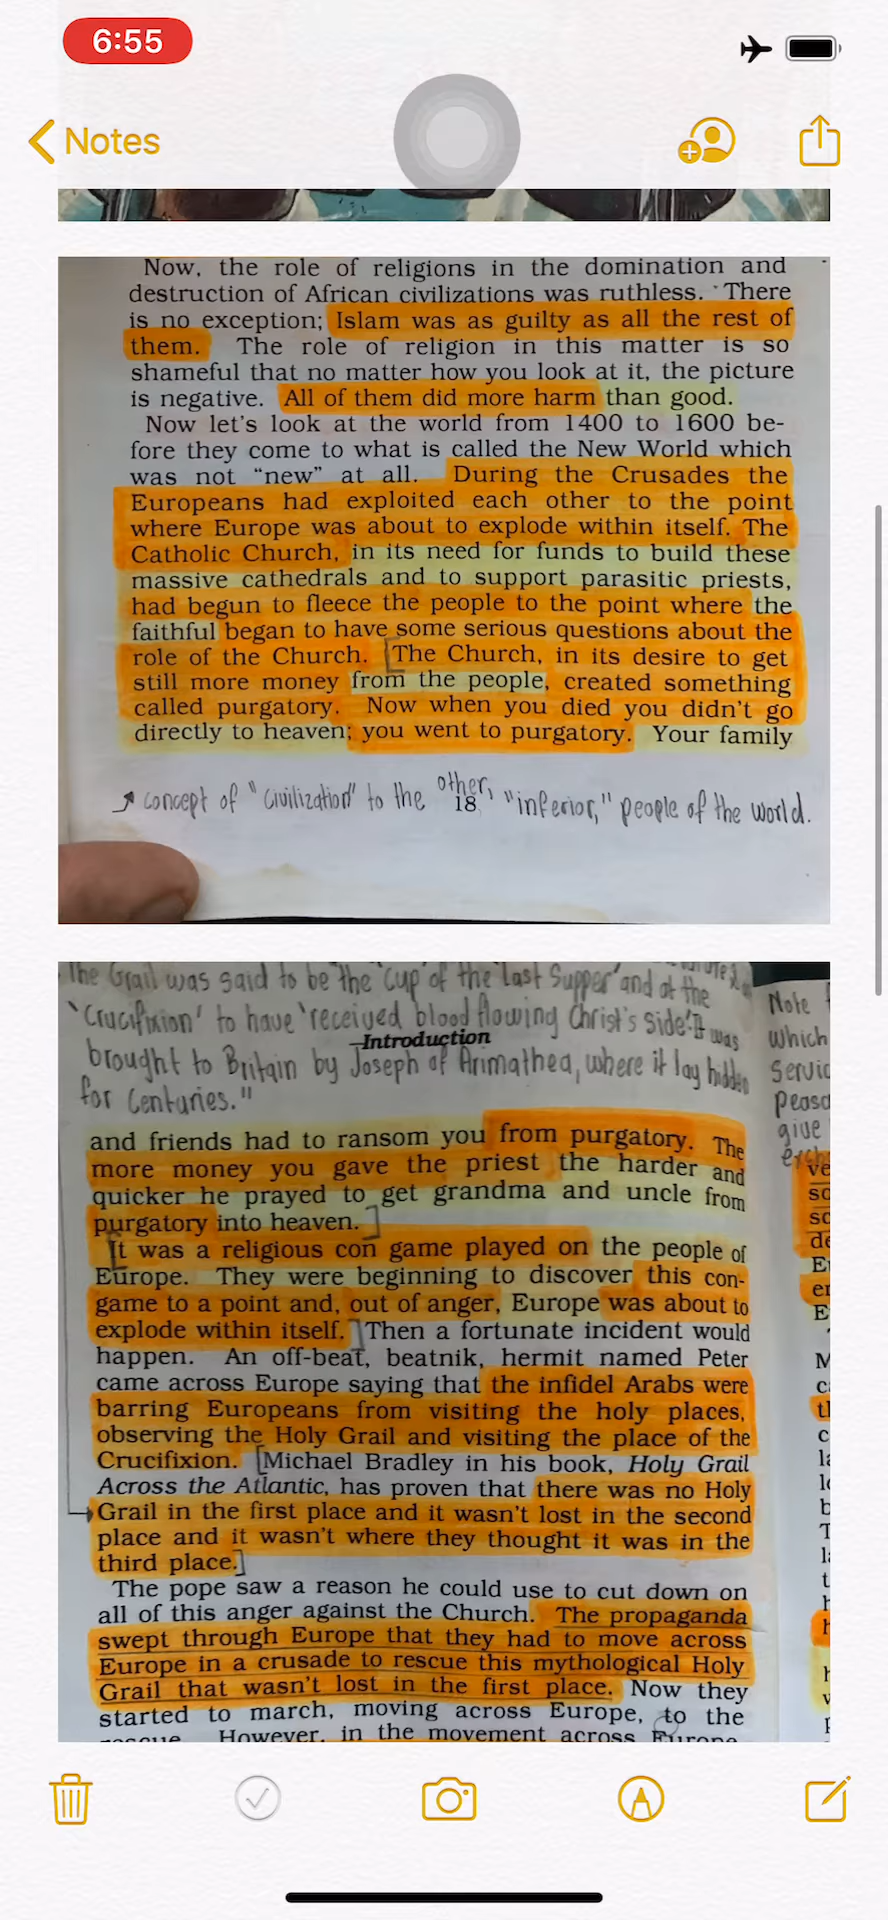 6:55
Notes
Now, the role of religions in the domination and
destruction of African civilizations was ruthless. There
is no exception; Islam was as guilty as all the rest of
them. The role of religion in this matter is so
shameful that no matter how you look at it, the picture
is negative. All of them did more harm than good.
Now let's look at the world from 1400 to 1600 be-
fore they come to what is called the New World which
was not "new" at all. During the Crusades the
Europeans had exploited each other to the point
where Europe was about to explode within itself. The
Catholic Church, in its need for funds to build these
massive cathedrals and to support parasitic priests,
had begun to fleece the people to the point where the
faithful began to have some serious questions about the
role of the Church. [The Church, in its desire to get
still more money from the people, created something
called purgatory. Now when you died you didn't go
directly to heaven; you went to purgatory. Your family
concept of "civilization" to the other, "inferior," people of the world.
18
The Grail was said to be the 'cup' of the 'Last Supper' and at the
'Crucifixion' to have 'received blood flowing Christ's side'. It was
Introduction
brought to Britain by Joseph of Arimathea, where it lay hidden
for Centuries."
and friends had to ransom you from purgatory. The
more money you gave the priest the harder and
quicker he prayed to get grandma and uncle from
purgatory into heaven.]
[It was a religious con game played on the people of
Europe. They were beginning to discover this con-
game to a point and, out of anger, Europe was about to
explode within itself.] Then a fortunate incident would
happen. An off-beat, beatnik, hermit named Peter
came across Europe saying that the infidel Arabs were
barring Europeans from visiting the holy places,
observing the Holy Grail and visiting the place of the
Crucifixion. [Michael Bradley in his book, Holy Grail
Across the Atlantic, has proven that there was no Holy
Grail in the first place and it wasn't lost in the second
place and it wasn't where they thought it was in the
third place.]
The pope saw a reason he could use to cut down on
all of this anger against the Church. The propaganda
swept through Europe that they had to move across
Europe in a crusade to rescue this mythological Holy
Grail that wasn't lost in the first place. Now they
started to march, moving across Europe, to the
rescue. However, in the movement across Europe
Note
which
give